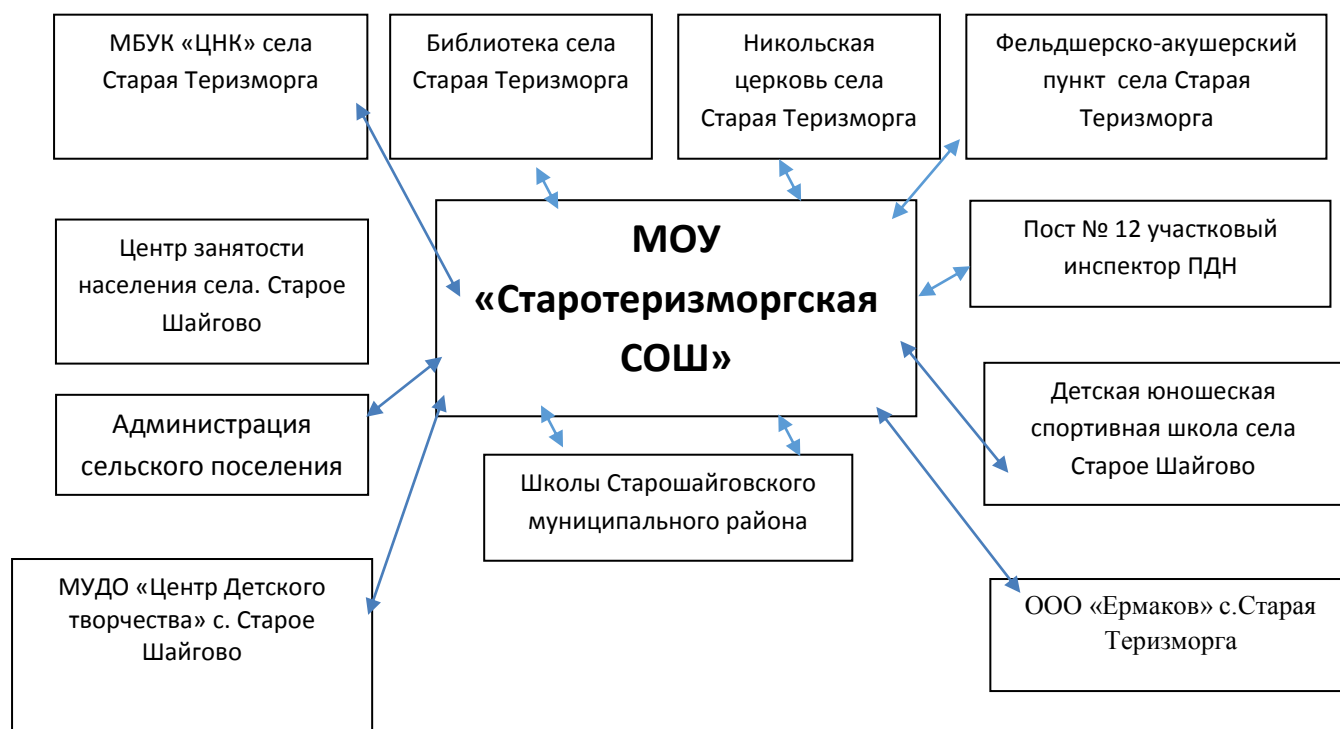 МБУК «ЦНК» села
Старая Теризморга
Библиотека села
Старая Теризморга
Никольская
церковь села
Старая Теризморга
Фельдшерско-акушерский
пункт села Старая
Теризморга
Центр занятости
населения села. Старое
Шайгово
МОУ
«Старотеризморгская
СОШ»
Пост № 12 участковый
инспектор ПДН
Администрация
сельского поселения
Детская юношеская
спортивная школа села
Старое Шайгово
Школы Старошайговского
муниципального района
МУДО «Центр Детского
творчества» с. Старое
Шайгово
ООО «Ермаков» с.Старая
Теризморга